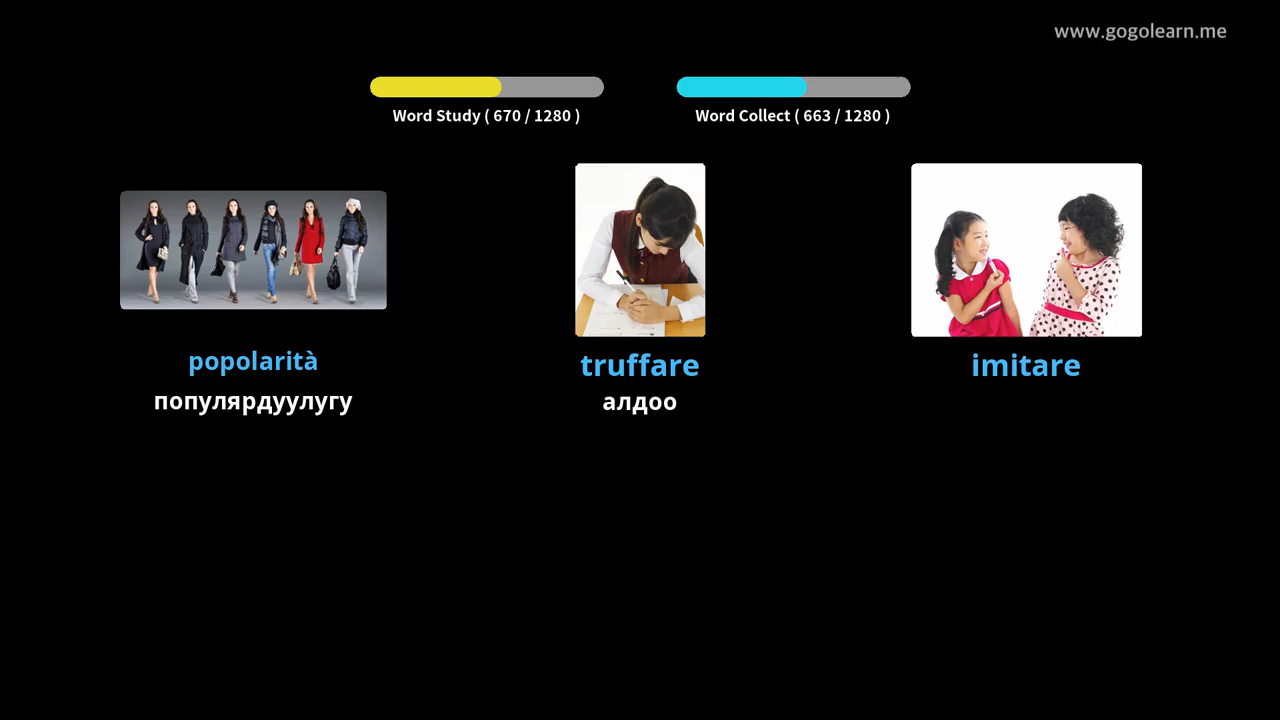 www.gogolearn.me
Word Study ( 670 / 1280 )
Word Collect ( 663 / 1280 )
popolarità
популярдуулугу
truffare
алдоо
imitare